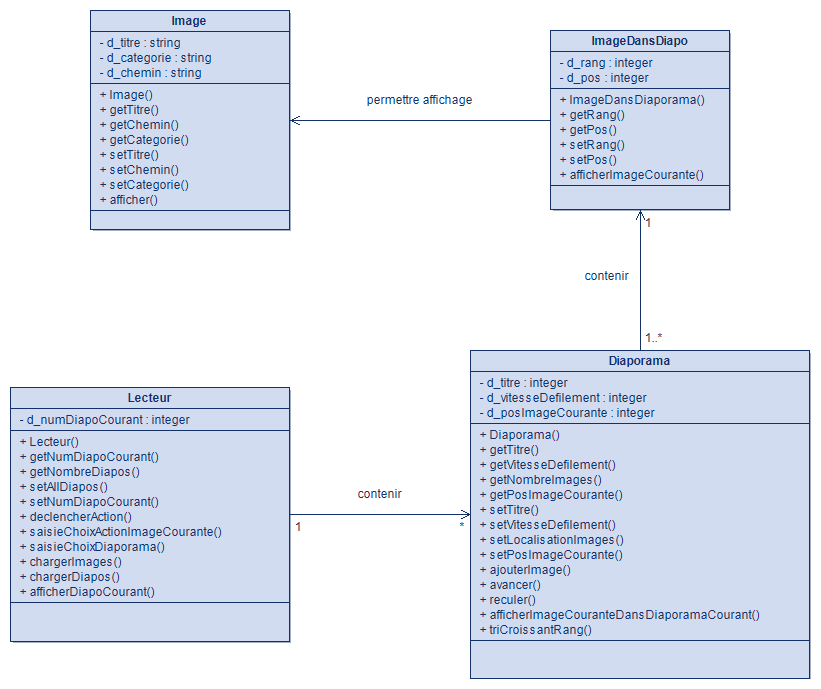 Image
- d_titre : string
- d_categorie : string
- d_chemin : string
+ Image()
+ getTitre()
+ getChemin()
+ getCategorie()
+ setTitre()
+ setChemin()
+ setCategorie()
+ afficher()
permettre affichage
ImageDansDiapo
- d_rang : integer
- d_pos : integer
+ ImageDansDiaporama()
+ getRang()
+ getPos()
+ setRang()
+ setPos()
+ afficherImageCourante()
1
contenir
1..*
Lecteur
- d_numDiapoCourant : integer
+ Lecteur()
+ getNumDiapoCourant()
+ getNombreDiapos()
+ setAllDiapos()
+ setNumDiapoCourant()
+ declencherAction()
+ saisieChoixActionImageCourante()
+ saisieChoixDiaporama()
+ chargerImages()
+ chargerDiapos()
+ afficherDiapoCourant()
contenir
1
*
Diaporama
- d_titre : integer
- d_vitesseDefilement : integer
- d_posImageCourante : integer
+ Diaporama()
+ getTitre()
+ getVitesseDefilement()
+ getNombreImages()
+ getPosImageCourante()
+ setTitre()
+ setVitesseDefilement()
+ setLocalisationImages()
+ setPosImageCourante()
+ ajouterImage()
+ avancer()
+ reculer()
+ afficherImageCouranteDansDiaporamaCourant()
+ triCroissantRang()